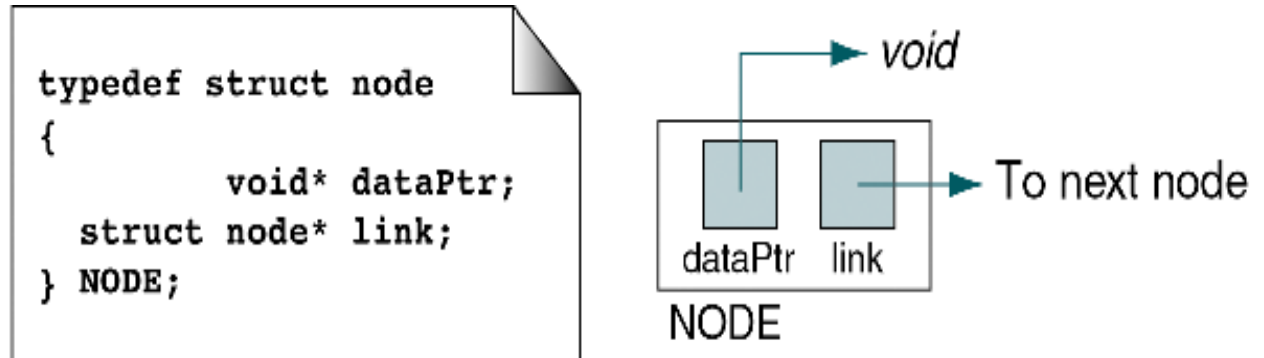 typedef struct node
{
void* dataPtr;
struct node* link;
} NODE;
void
To next node
dataPtr link
NODE